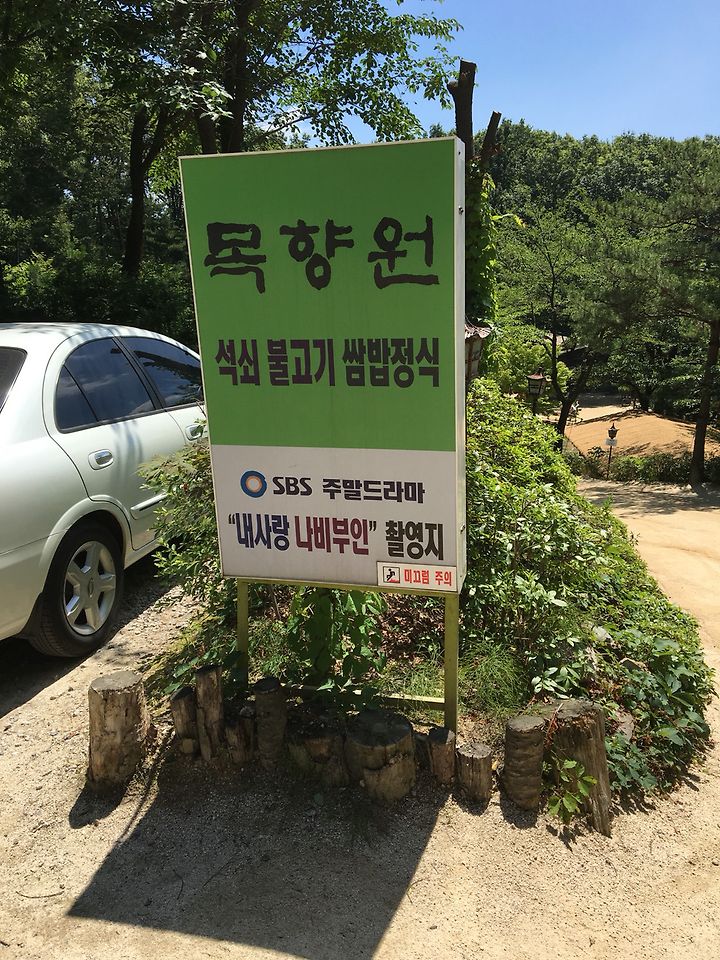 목향원
석쇠 불고기 쌈밥정식
SBS 주말드라마
"내사랑 나비부인" 촬영지
미끄럼 주의